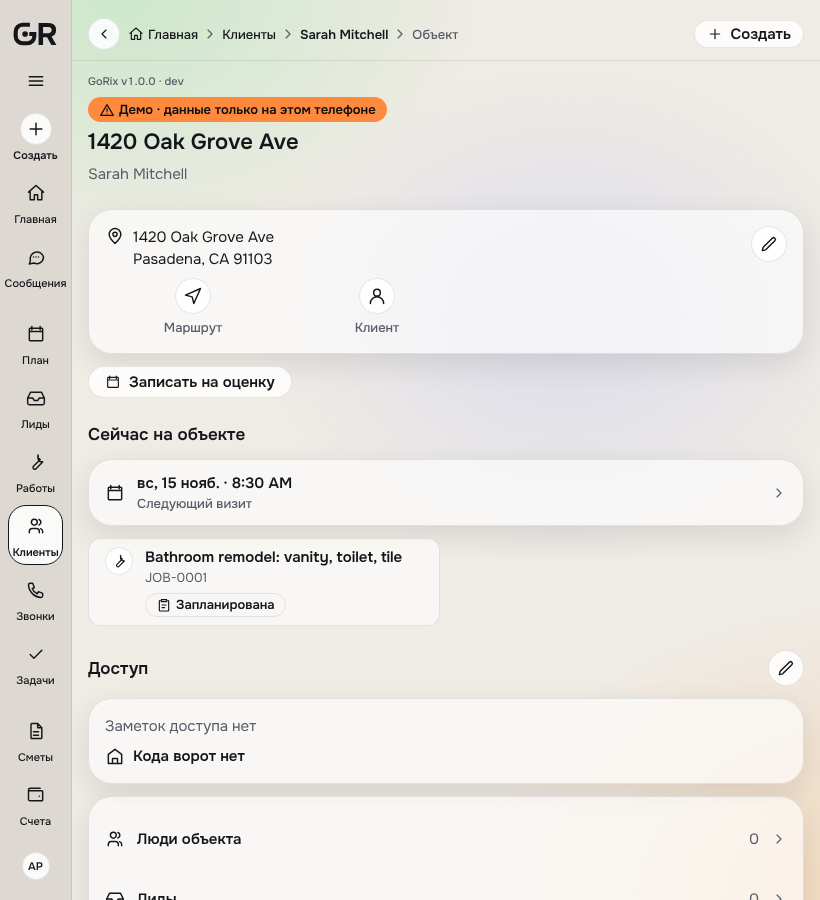 GR
Главная
Клиенты
Sarah Mitchell
Объект
Создать
GoRix v1.0.0 · dev
Демо · данные только на этом телефоне
1420 Oak Grove Ave
Sarah Mitchell
Создать
Главная
Сообщения
План
Лиды
Работы
Клиенты
Звонки
Задачи
Сметы
Счета
AP
1420 Oak Grove Ave
Pasadena, CA 91103
Маршрут
Клиент
Записать на оценку
Сейчас на объекте
вс, 15 нояб. · 8:30 AM
Следующий визит
Bathroom remodel: vanity, toilet, tile
JOB-0001
Запланирована
Доступ
Заметок доступа нет
Кода ворот нет
Люди объекта
0
Лиды
0